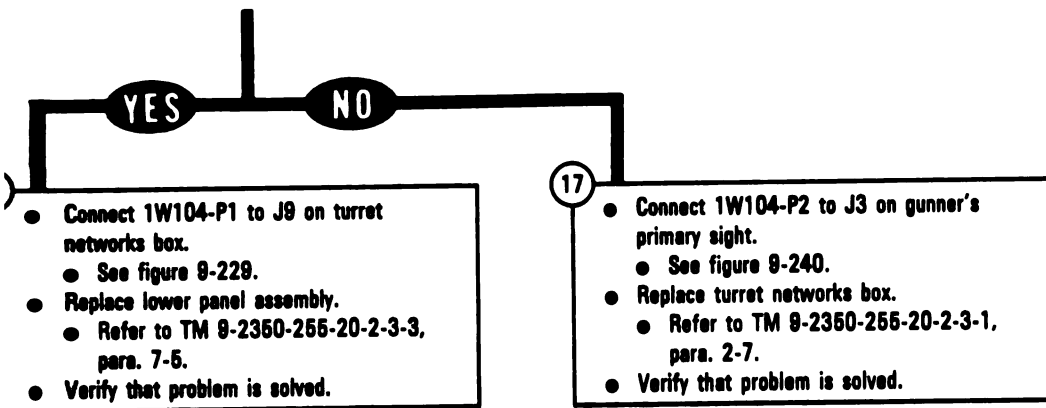 YES
NO
● Connect 1W104-P1 to J9 on turret
networks box.
● See figure 9-229.
● Replace lower panel assembly.
● Refer to TM 9-2350-255-20-2-3-3,
para. 7-5.
● Verify that problem is solved.
17
● Connect 1W104-P2 to J3 on gunner's
primary sight.
● See figure 9-240.
● Replace turret networks box.
● Refer to TM 9-2350-255-20-2-3-1,
para. 2-7.
● Verify that problem is solved.